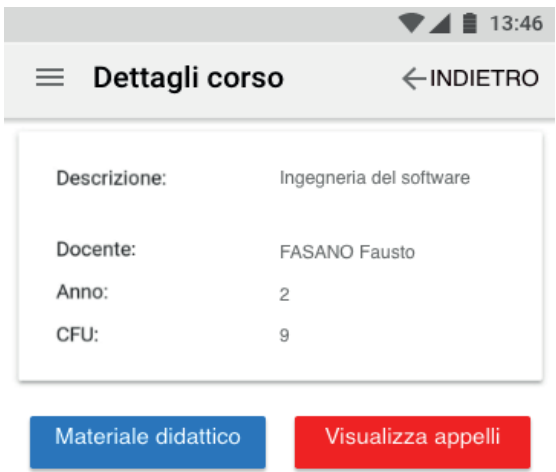 13:46
Dettagli corso
INDIETRO
Descrizione: Ingegneria del software
Docente: FASANO Fausto
Anno: 2
CFU: 9
Materiale didattico
Visualizza appelli